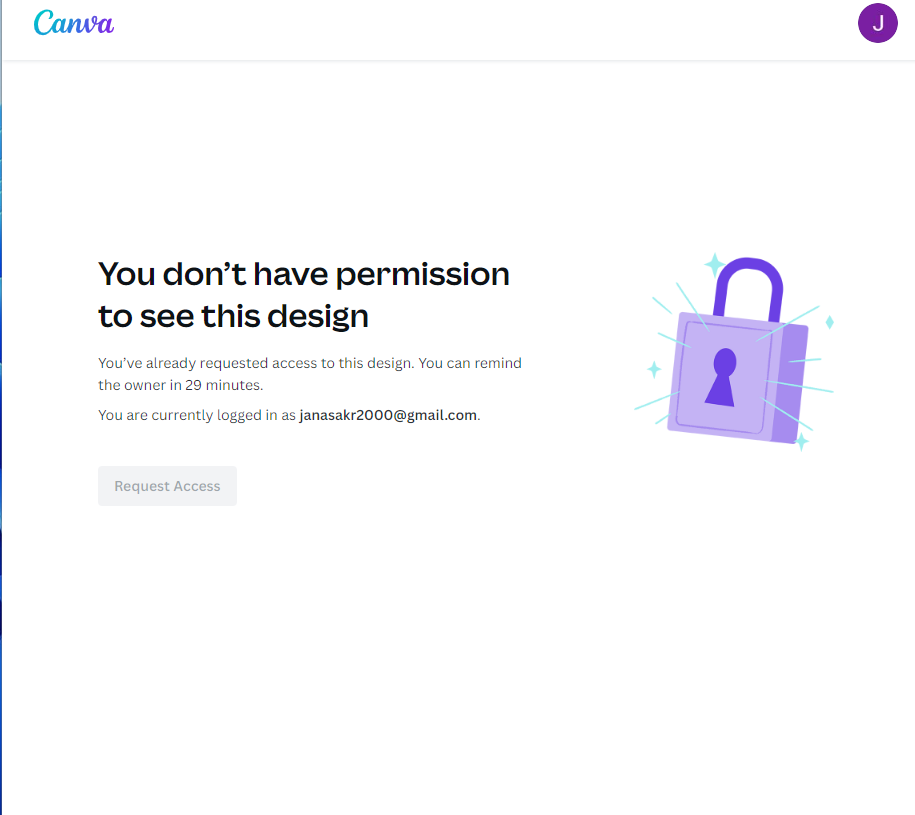 Canva
J
You don’t have permission
to see this design
You’ve already requested access to this design. You can remind
the owner in 29 minutes.
You are currently logged in as janasakr2000@gmail.com.
Request Access